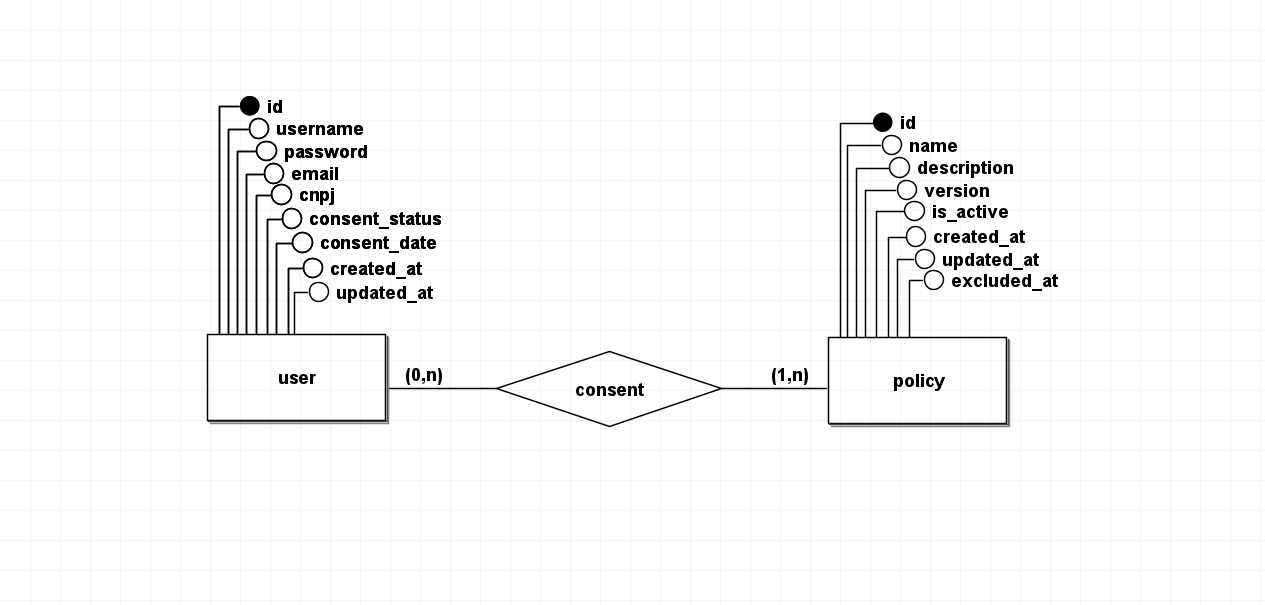 id
username
password
email
cnpj
consent_status
consent_date
created_at
updated_at
user
(0,n)
consent
(1,n)
id
name
description
version
is_active
created_at
updated_at
excluded_at
policy